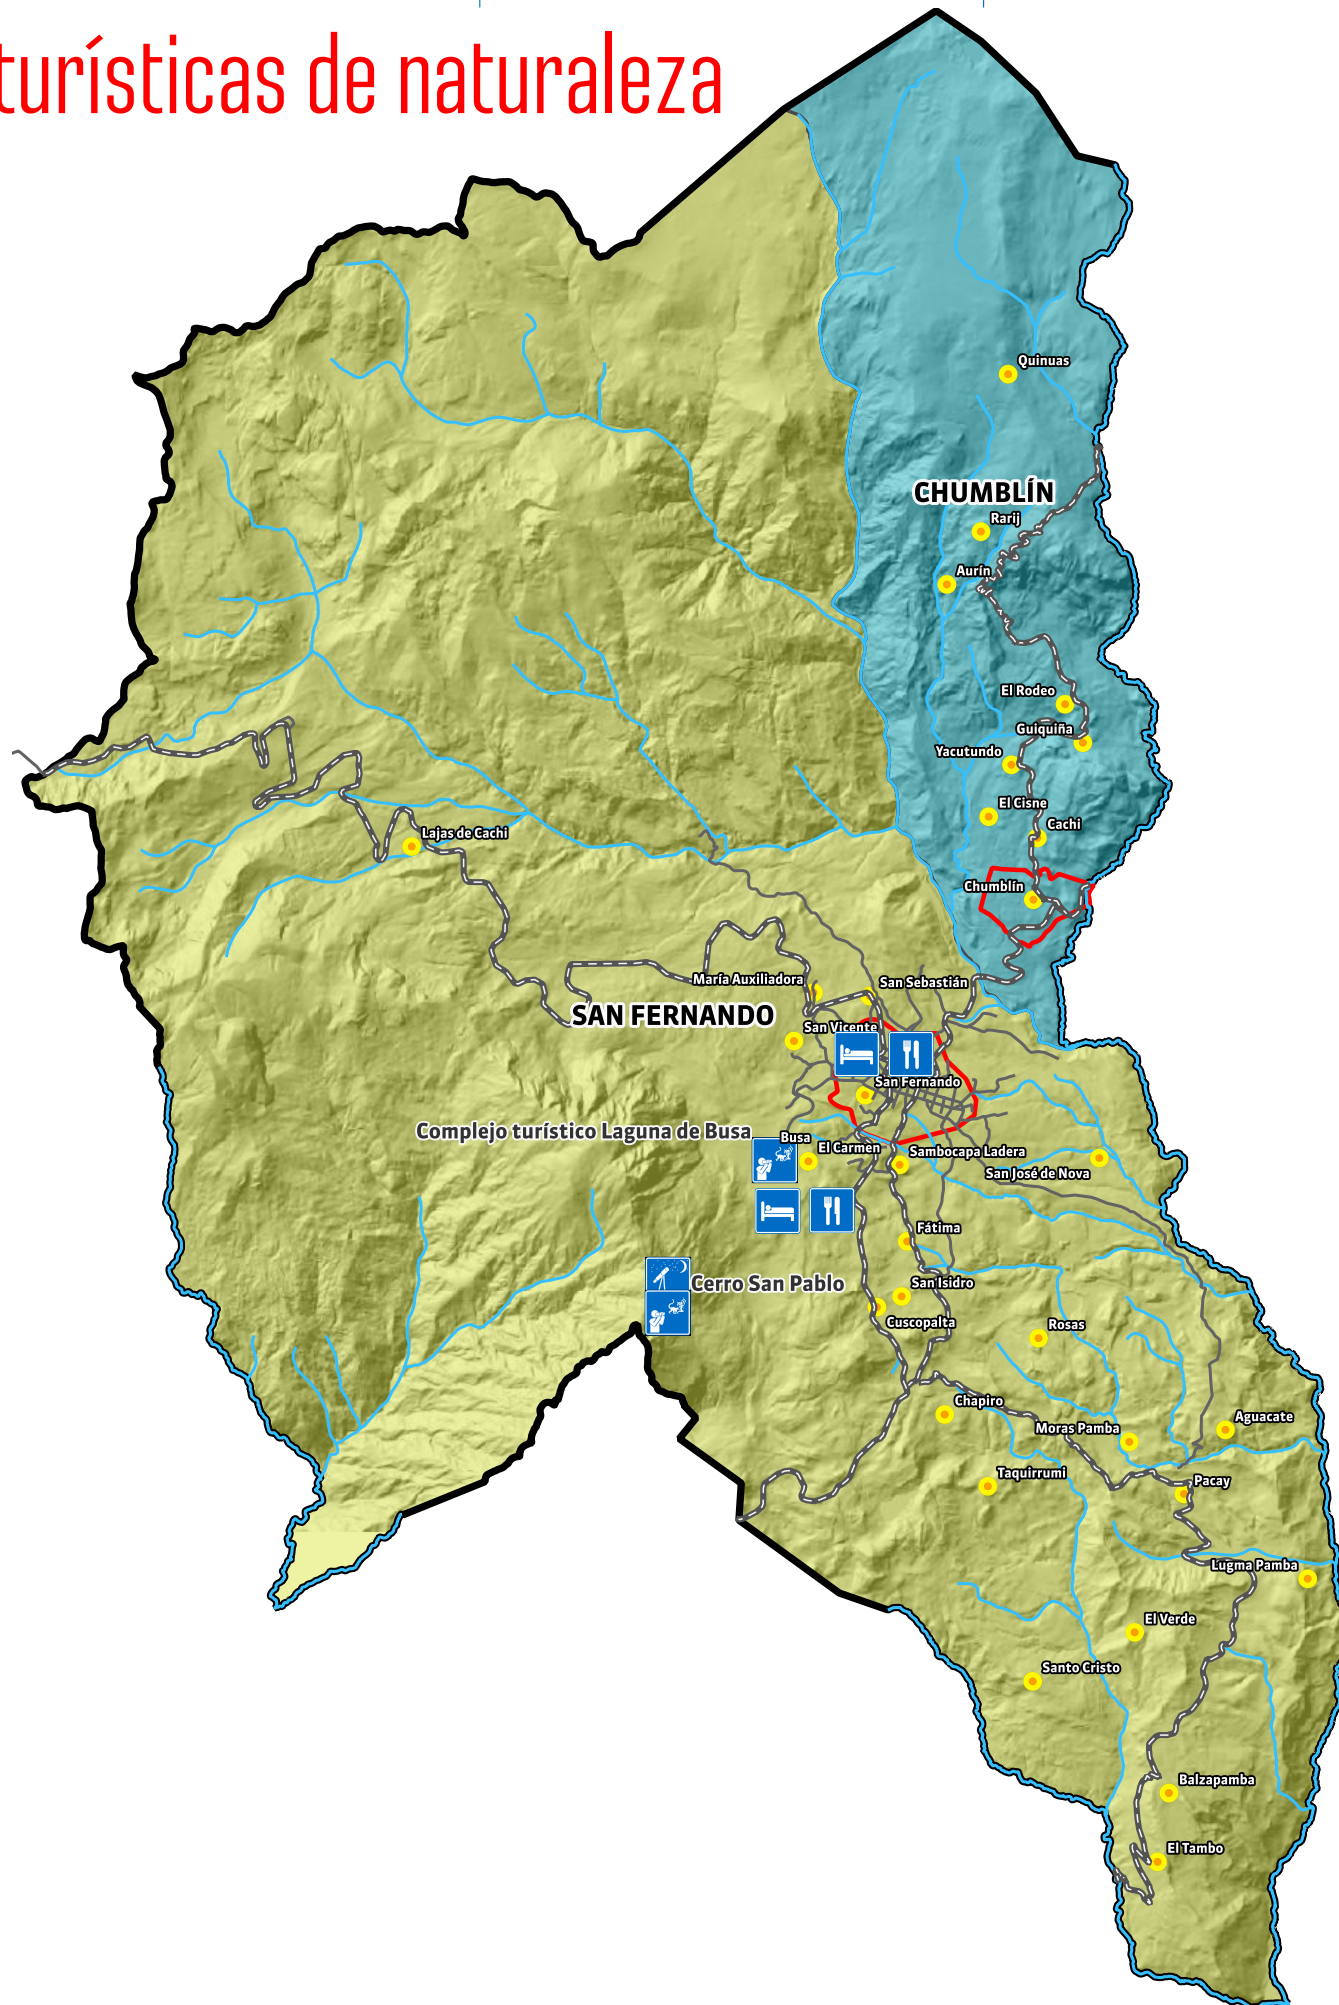 turísticas de naturaleza
Quinuas
CHUMBLÍN
Rarij
Aurín
El Rodeo
Guiquiña
Yacutundo
El Cisne
Cachi
Lajas de Cachi
Chumblín
María Auxiliadora
San Sebastián
SAN FERNANDO
San Vicente
San Fernando
Complejo turístico Laguna de Busa
Busa
El Carmen
Sambocapa Ladera
San José de Nova
Fátima
Cerro San Pablo
San Isidro
Cuscopalta
Rosas
Chapiro
Aguacate
Moras Pamba
Taquirrumi
Pacay
Lugma Pamba
El Verde
Santo Cristo
Balzapamba
El Tambo